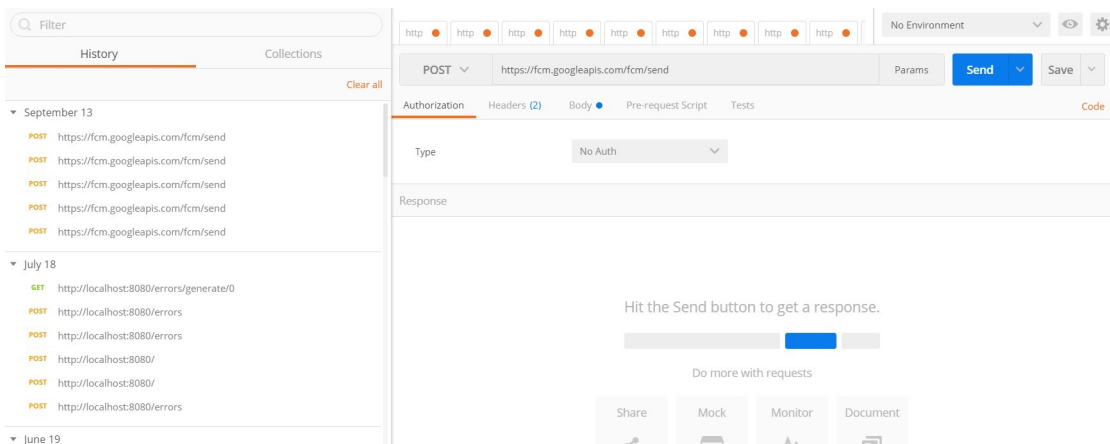 Filter
History Collections
Clear all
September 13
POST https://fcm.googleapis.com/fcm/send
POST https://fcm.googleapis.com/fcm/send
POST https://fcm.googleapis.com/fcm/send
POST https://fcm.googleapis.com/fcm/send
POST https://fcm.googleapis.com/fcm/send
July 18
GET http://localhost:8080/errors/generate/0
POST http://localhost:8080/errors
POST http://localhost:8080/errors
POST http://localhost:8080/
POST http://localhost:8080/
POST http://localhost:8080/errors
June 19
http http http http http http http http http
No Environment
POST https://fcm.googleapis.com/fcm/send Params Send Save
Authorization Headers (2) Body Pre-request Script Tests Code
Type No Auth
Response
Hit the Send button to get a response.
Do more with requests
Share Mock Monitor Document